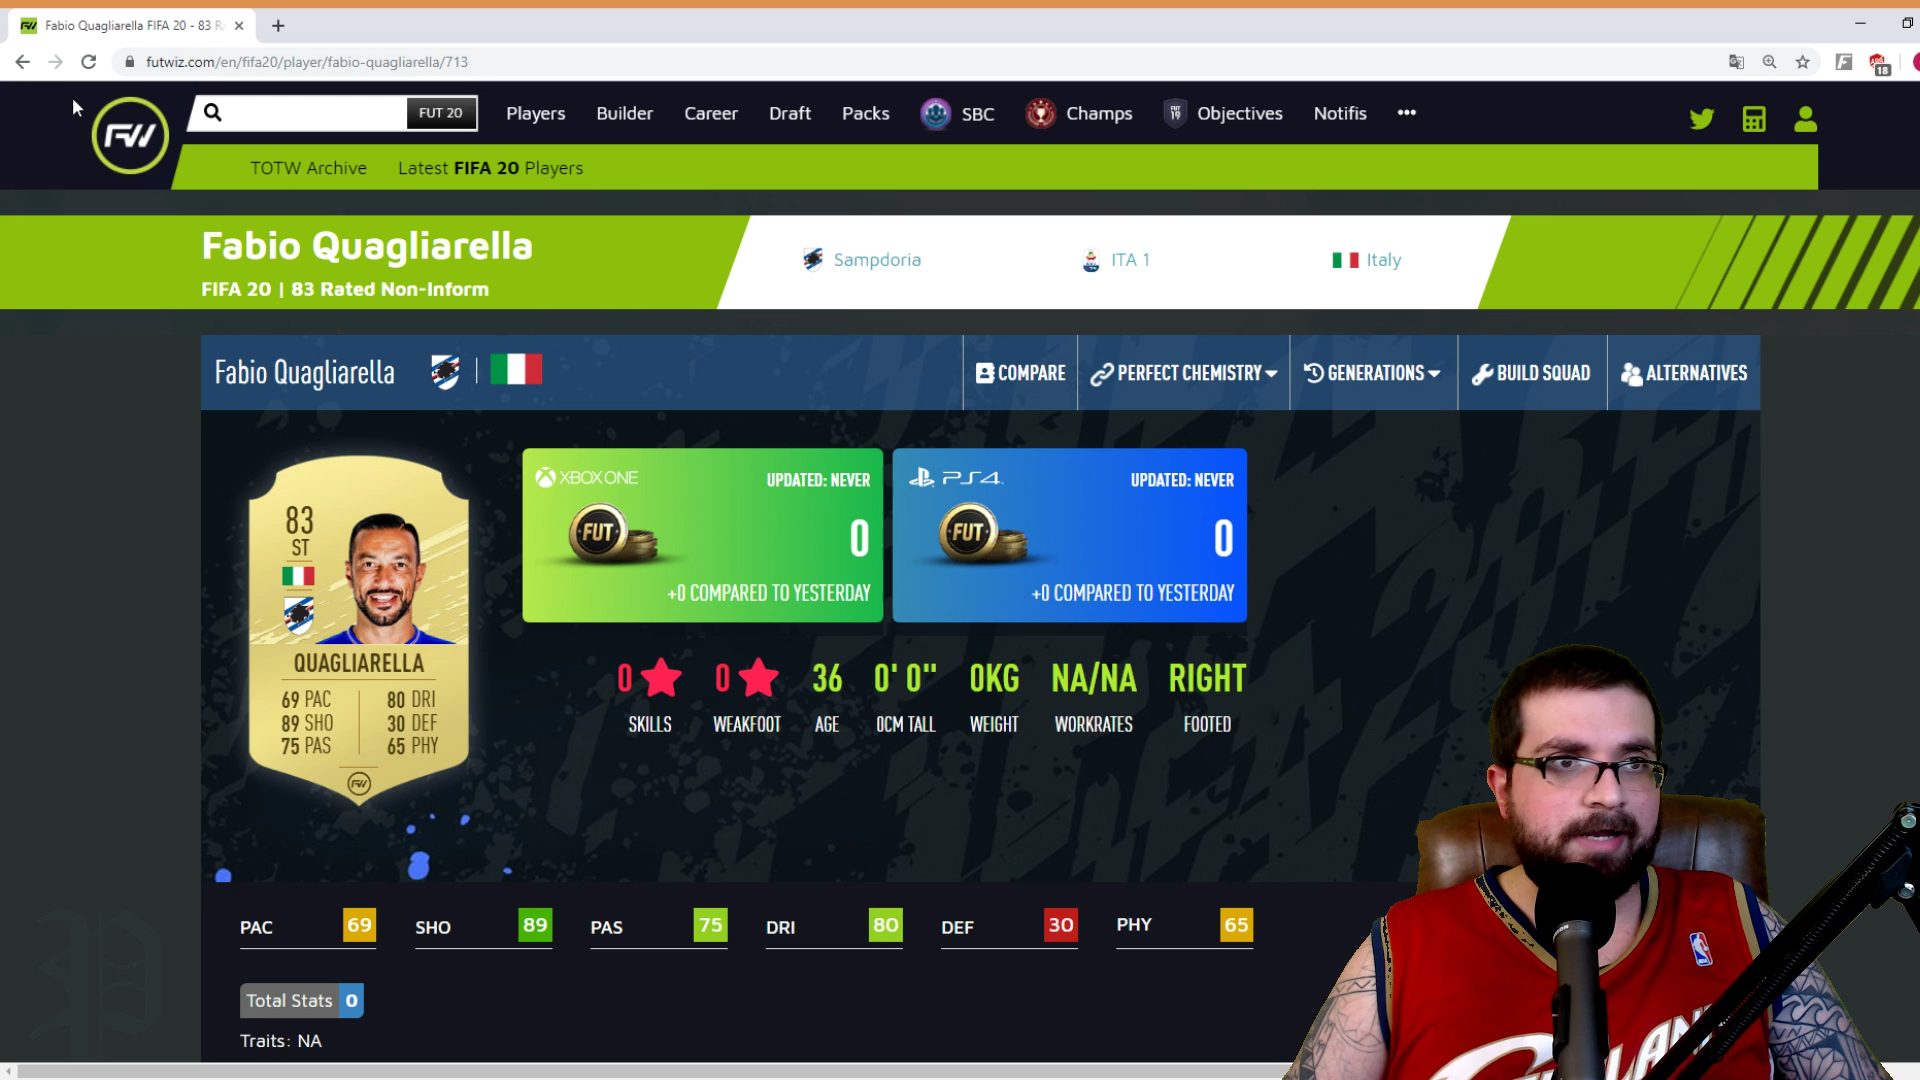 Fabio Quagliarella FIFA 20 - 83 R
futwiz.com/en/fifa20/player/fabio-quagliarella/713
18
FW
FUT 20
Players
Builder
Career
Draft
Packs
SBC
Champs
FUT 19
Objectives
Notifis
TOTW Archive
Latest FIFA 20 Players
Fabio Quagliarella
FIFA 20 | 83 Rated Non-Inform
Sampdoria
ITA 1
Italy
Fabio Quagliarella
COMPARE
PERFECT CHEMISTRY
GENERATIONS
BUILD SQUAD
ALTERNATIVES
83
ST
QUAGLIARELLA
69 PAC
80 DRI
89 SHO
30 DEF
75 PAS
65 PHY
FW
XBOX ONE
UPDATED: NEVER
FUT
0
+0 COMPARED TO YESTERDAY
PS4
UPDATED: NEVER
FUT
0
+0 COMPARED TO YESTERDAY
0
SKILLS
0
WEAKFOOT
36
AGE
0' 0"
0CM TALL
0KG
WEIGHT
NA/NA
WORKRATES
RIGHT
FOOTED
PAC 69
SHO 89
PAS 75
DRI 80
DEF 30
PHY 65
Total Stats 0
Traits: NA